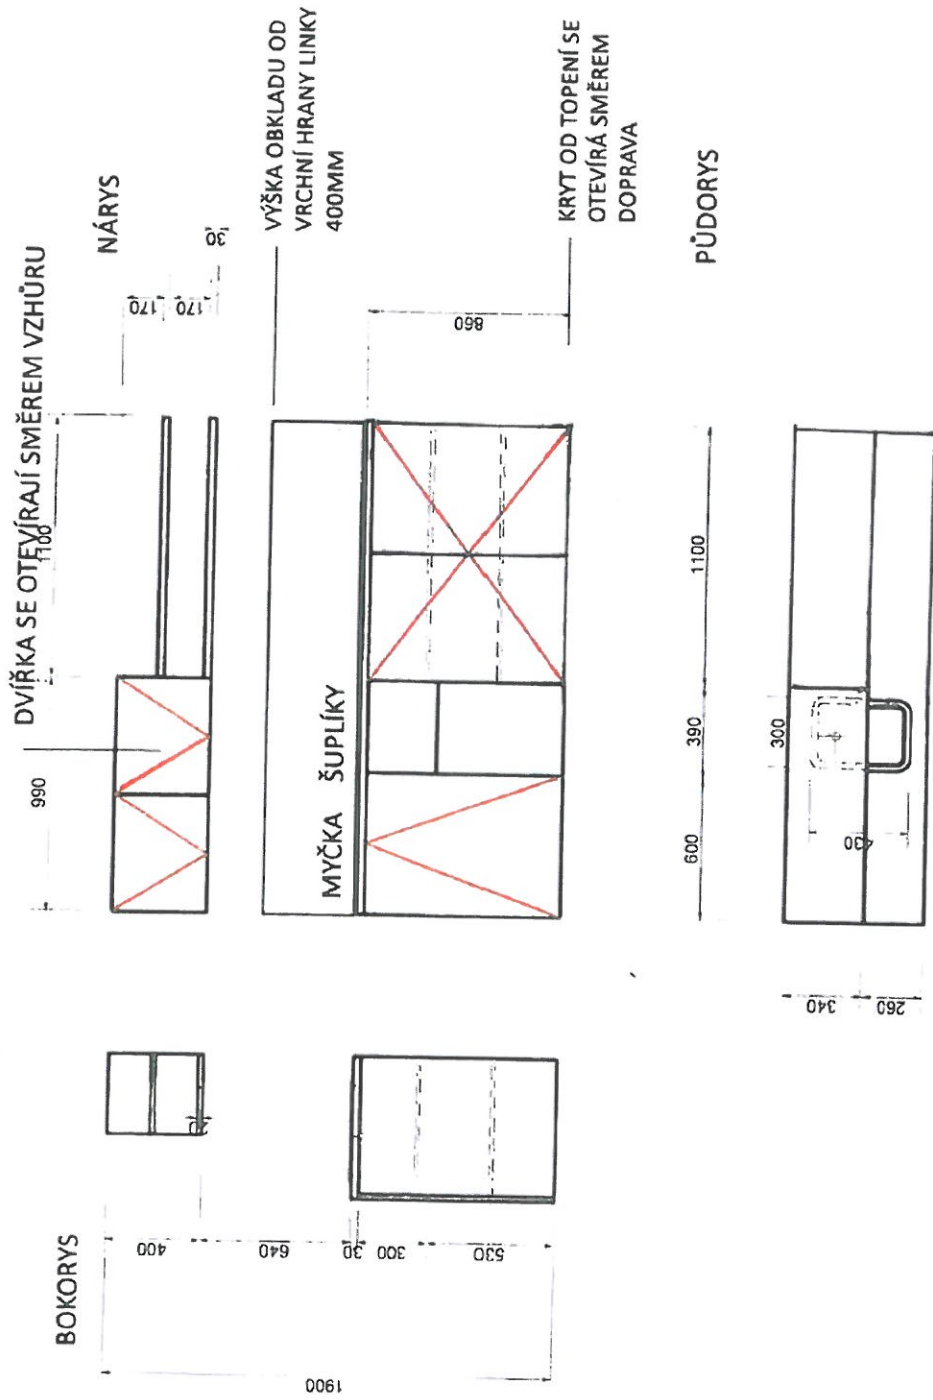 BOKORYS
1900
400
640
30
300
530
20
DVÍŘKA SE OTEVÍRAJÍ SMĚREM VZHŮRU
NÁRYS
990
1100
170
170
30
VÝŠKA OBKLADU OD
VRCHNÍ HRANY LINKY
400MM
MYČKA
ŠUPLÍKY
860
KRYT OD TOPENÍ SE
OTEVÍRÁ SMĚREM
DOPRAVA
PŮDORYS
600
390
1100
300
430
340
260